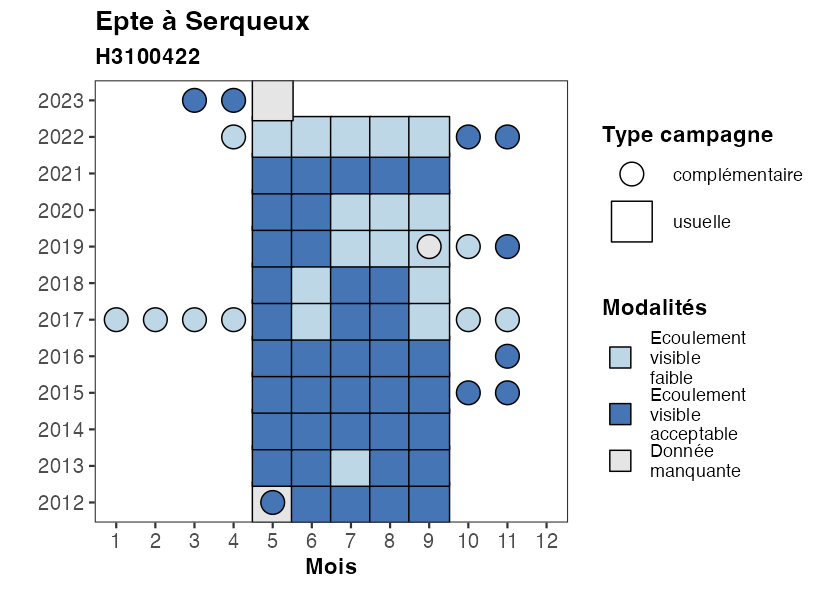 Epte à Serqueux
H3100422
2023
2022
2021
2020
2019
2018
2017
2016
2015
2014
2013
2012
1 2 3 4 5 6 7 8 9 10 11 12
Mois
Type campagne
complémentaire
usuelle
Modalités
Ecoulement
visible
faible
Ecoulement
visible
acceptable
Donnée
manquante